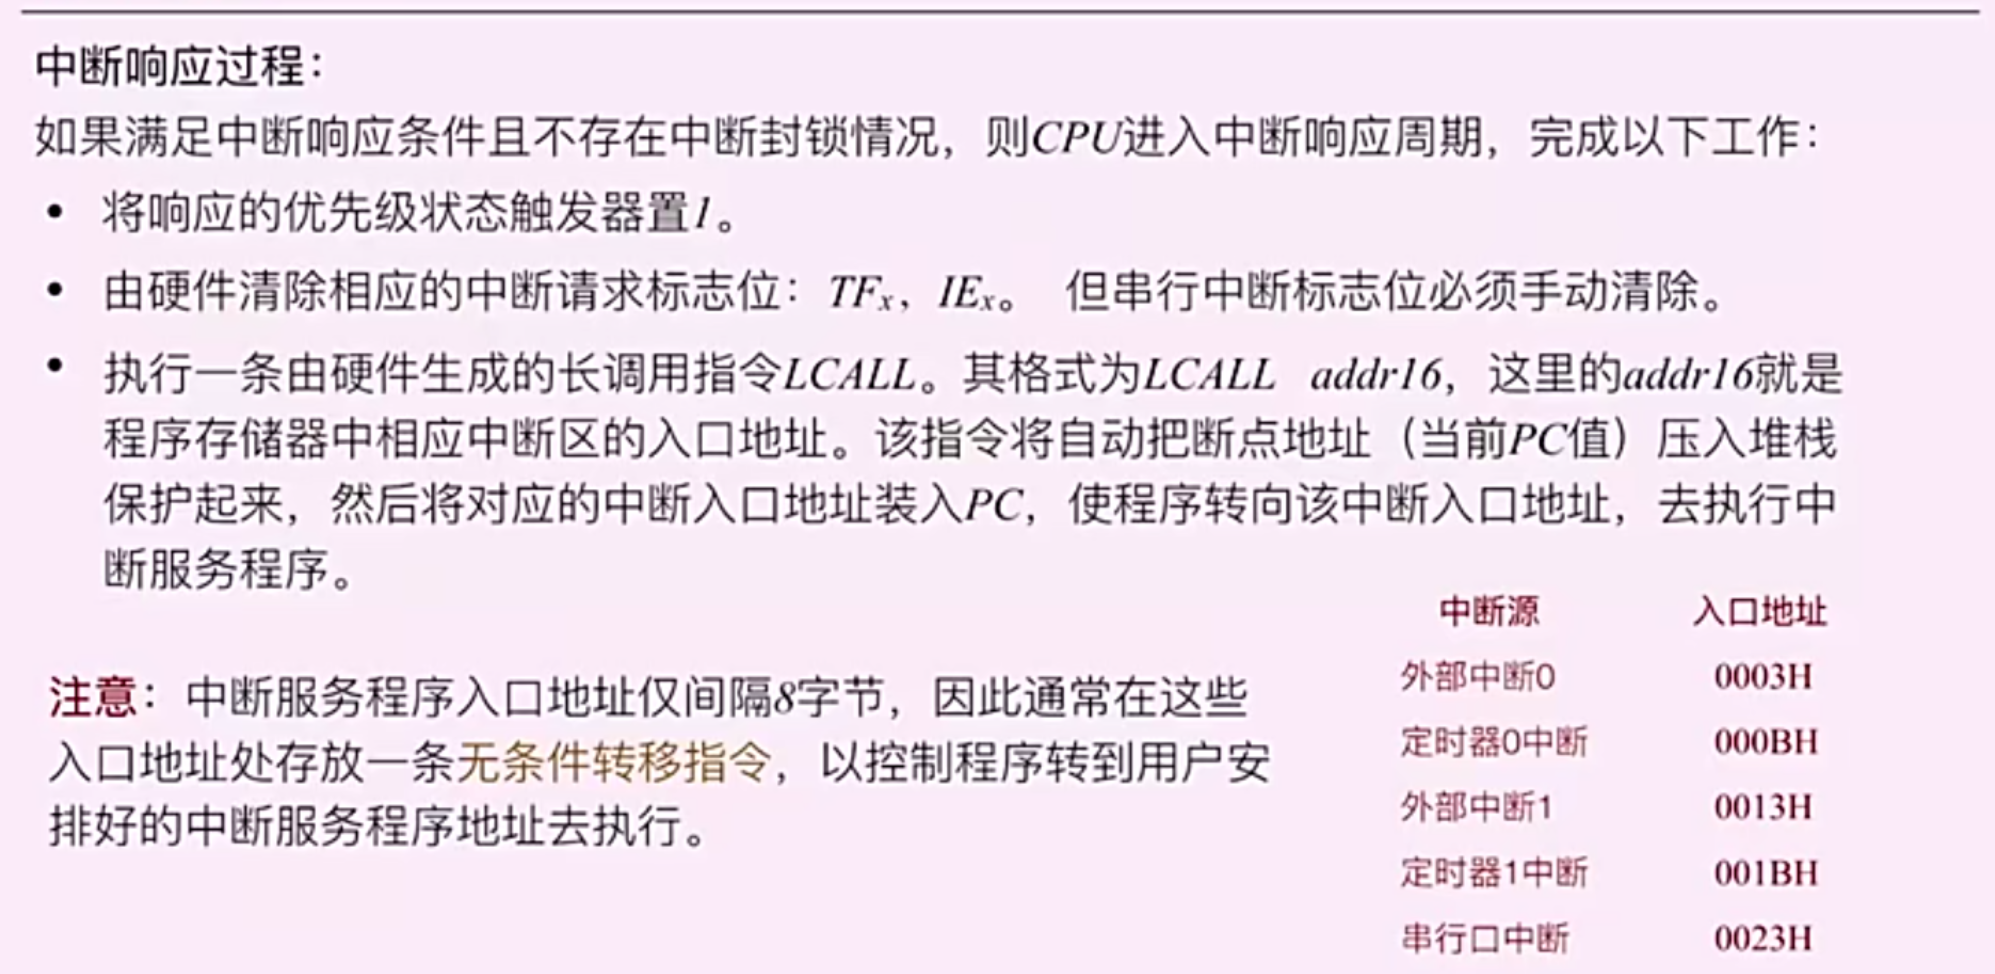 中断响应过程：
如果满足中断响应条件且不存在中断封锁情况，则CPU进入中断响应周期，完成以下工作：
• 将响应的优先级状态触发器置1。
• 由硬件清除相应的中断请求标志位：TFx，IEx。 但串行中断标志位必须手动清除。
• 执行一条由硬件生成的长调用指令LCALL。其格式为LCALL addr16，这里的addr16就是
程序存储器中相应中断区的入口地址。该指令将自动把断点地址（当前PC值）压入堆栈
保护起来，然后将对应的中断入口地址装入PC，使程序转向该中断入口地址，去执行中
断服务程序。
注意：中断服务程序入口地址仅间隔8字节，因此通常在这些
入口地址处存放一条无条件转移指令，以控制程序转到用户安
排好的中断服务程序地址去执行。
中断源 入口地址
外部中断0 0003H
定时器0中断 000BH
外部中断1 0013H
定时器1中断 001BH
串行口中断 0023H